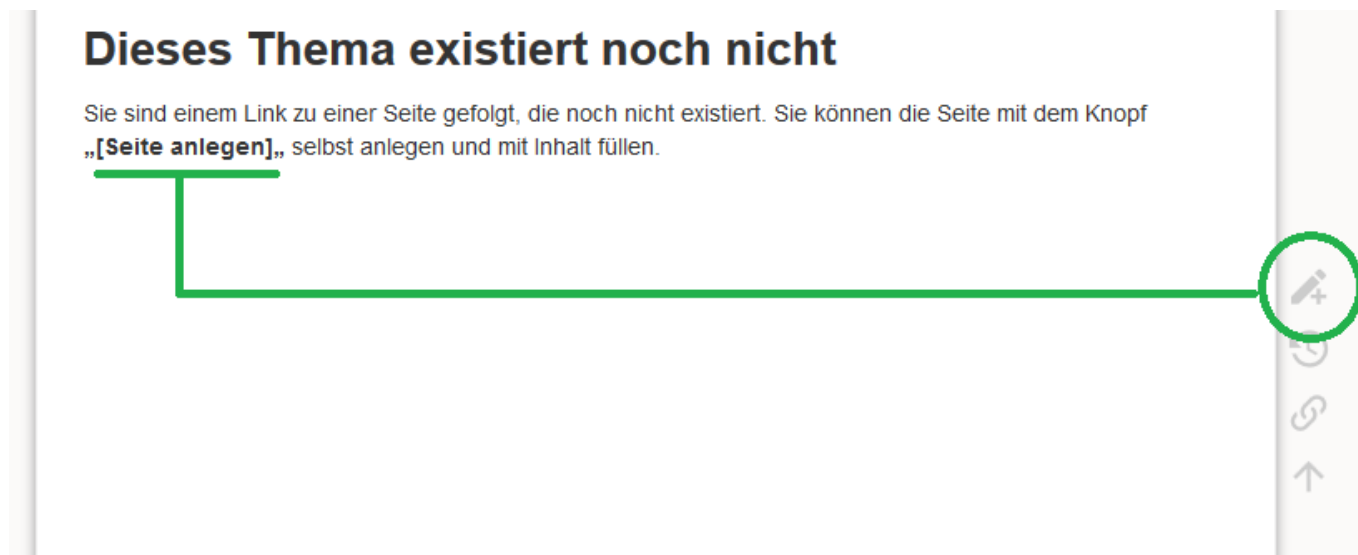 Dieses Thema existiert noch nicht
Sie sind einem Link zu einer Seite gefolgt, die noch nicht existiert. Sie können die Seite mit dem Knopf
„[Seite anlegen]„ selbst anlegen und mit Inhalt füllen.